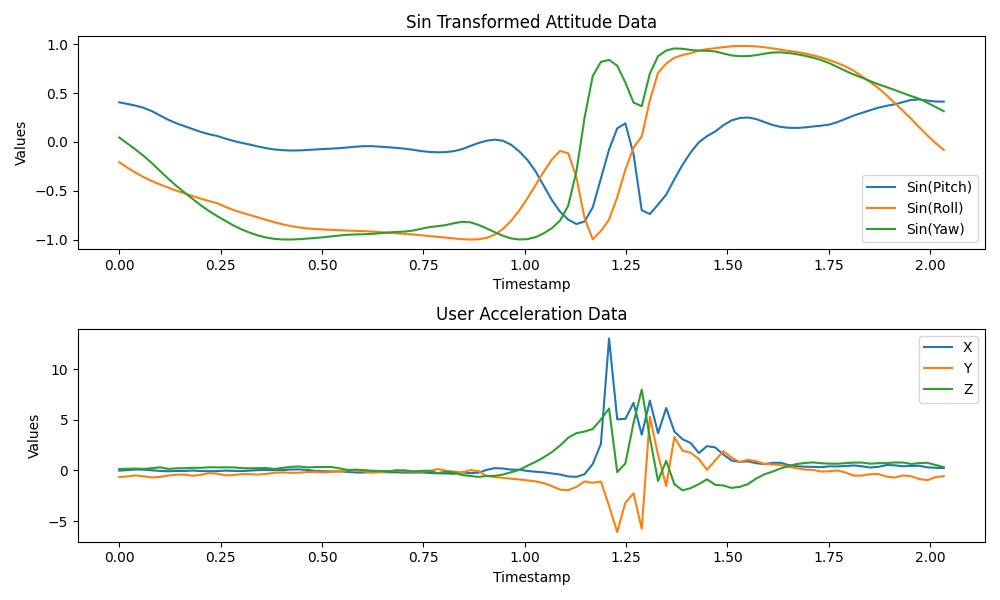 Sin Transformed Attitude Data
1.0
0.5
0.0
−0.5
−1.0
Values
Sin(Pitch)
Sin(Roll)
Sin(Yaw)
0.00 0.25 0.50 0.75 1.00 1.25 1.50 1.75 2.00
Timestamp
User Acceleration Data
10
5
0
−5
Values
X
Y
Z
0.00 0.25 0.50 0.75 1.00 1.25 1.50 1.75 2.00
Timestamp